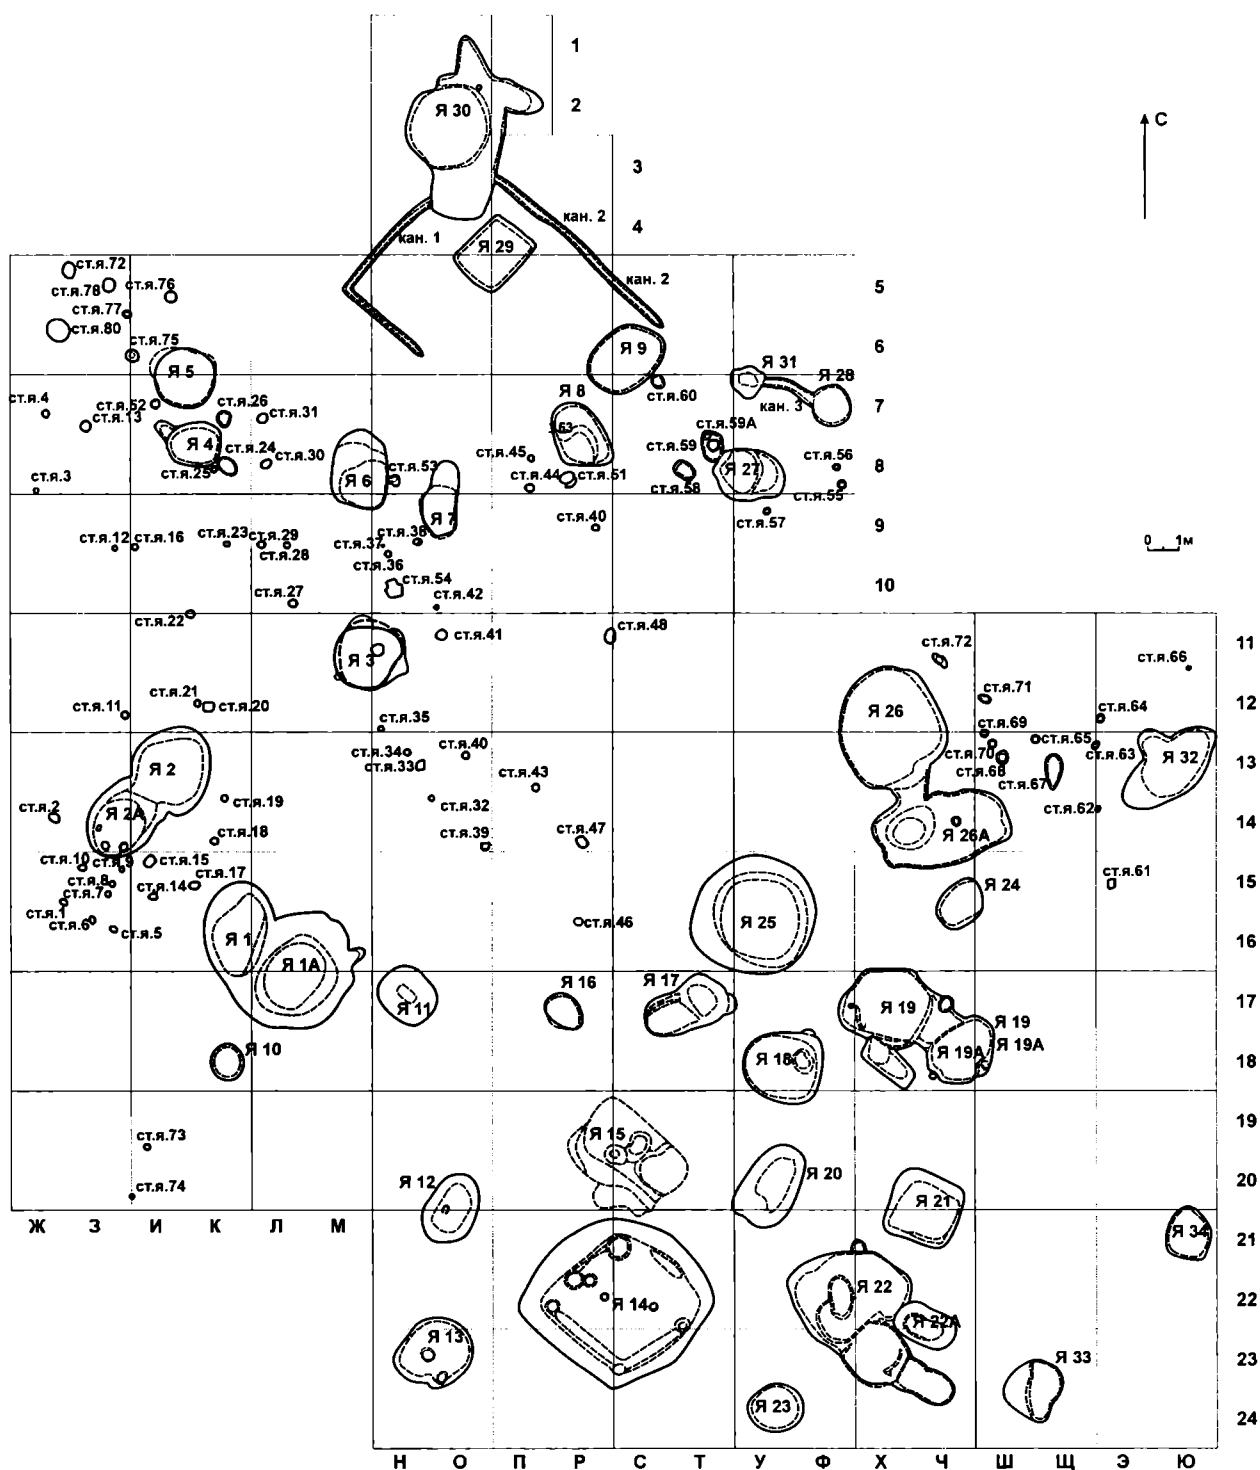 1
Я 30
2
С
3
кан. 2
4
кан. 1
Я 29
ст.я.72
кан. 2
ст.я.78
ст.я.76
5
ст.я.77
ст.я.80
ст.я.75
6
Я 9
Я 31
Я 5
Я 8
Я 28
ст.я.4
ст.я.26
ст.я.60
ст.я.52
ст.я.31
кан. 3
7
ст.я.13
53
ст.я.59А
Я 4
ст.я.24
ст.я.30
ст.я.45
ст.я.59
ст.я.56
ст.я.3
ст.я.25
Я 6
ст.я.53
ст.я.44
ст.я.51
Я 27
8
ст.я.58
ст.я.55
Я 7
ст.я.40
ст.я.57
9
ст.я.12
ст.я.16
ст.я.23
ст.я.29
ст.я.38
ст.я.37
0 1м
ст.я.28
ст.я.36
ст.я.54
10
ст.я.27
ст.я.42
ст.я.22
ст.я.41
ст.я.48
ст.я.72
11
Я 3
ст.я.66
ст.я.21
ст.я.71
ст.я.11
ст.я.20
Я 26
12
ст.я.35
ст.я.69
ст.я.64
ст.я.34
ст.я.40
ст.я.65
Я 2
ст.я.33
ст.я.70
ст.я.63
Я 32
13
ст.я.43
ст.я.68
ст.я.67
ст.я.2
Я 2А
ст.я.19
ст.я.32
ст.я.62
14
ст.я.18
ст.я.39
ст.я.47
Я 26А
ст.я.10
ст.я.9
ст.я.15
ст.я.8
ст.я.14
ст.я.17
Я 24
ст.я.61
15
ст.я.7
ст.я.1
ст.я.6
ст.я.5
Я 1
ст.я.46
Я 25
16
Я 1А
Я 11
Я 16
Я 17
Я 19
17
Я 19
Я 10
Я 18
Я 19А
Я 19А
18
ст.я.73
Я 15
19
ст.я.74
Я 12
Я 20
Я 21
20
Ж З И К Л М
Я 34
21
Я 14
Я 22
22
Я 22А
Я 13
Я 33
23
Я 23
24
Н О П Р С Т У Ф Х Ч Ш Щ Э Ю